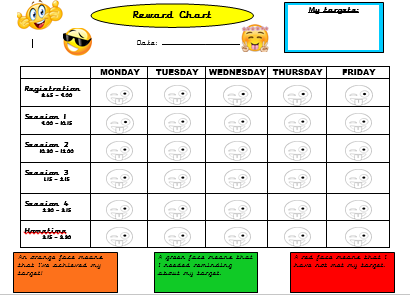 Reward Chart
My targets:
Date:
MONDAY TUESDAY WEDNESDAY THURSDAY FRIDAY
Registration
8.45 - 9.00
Session 1
9.00 - 10.15
Session 2
10.30 - 12.00
Session 3
1.15 - 2.15
Session 4
2.30 - 3.15
Hometime
3.15 - 3.30
An orange face means
that I've achieved my
target!
A green face means that
I needed reminding
about my target.
A red face means that I
have not met my target.